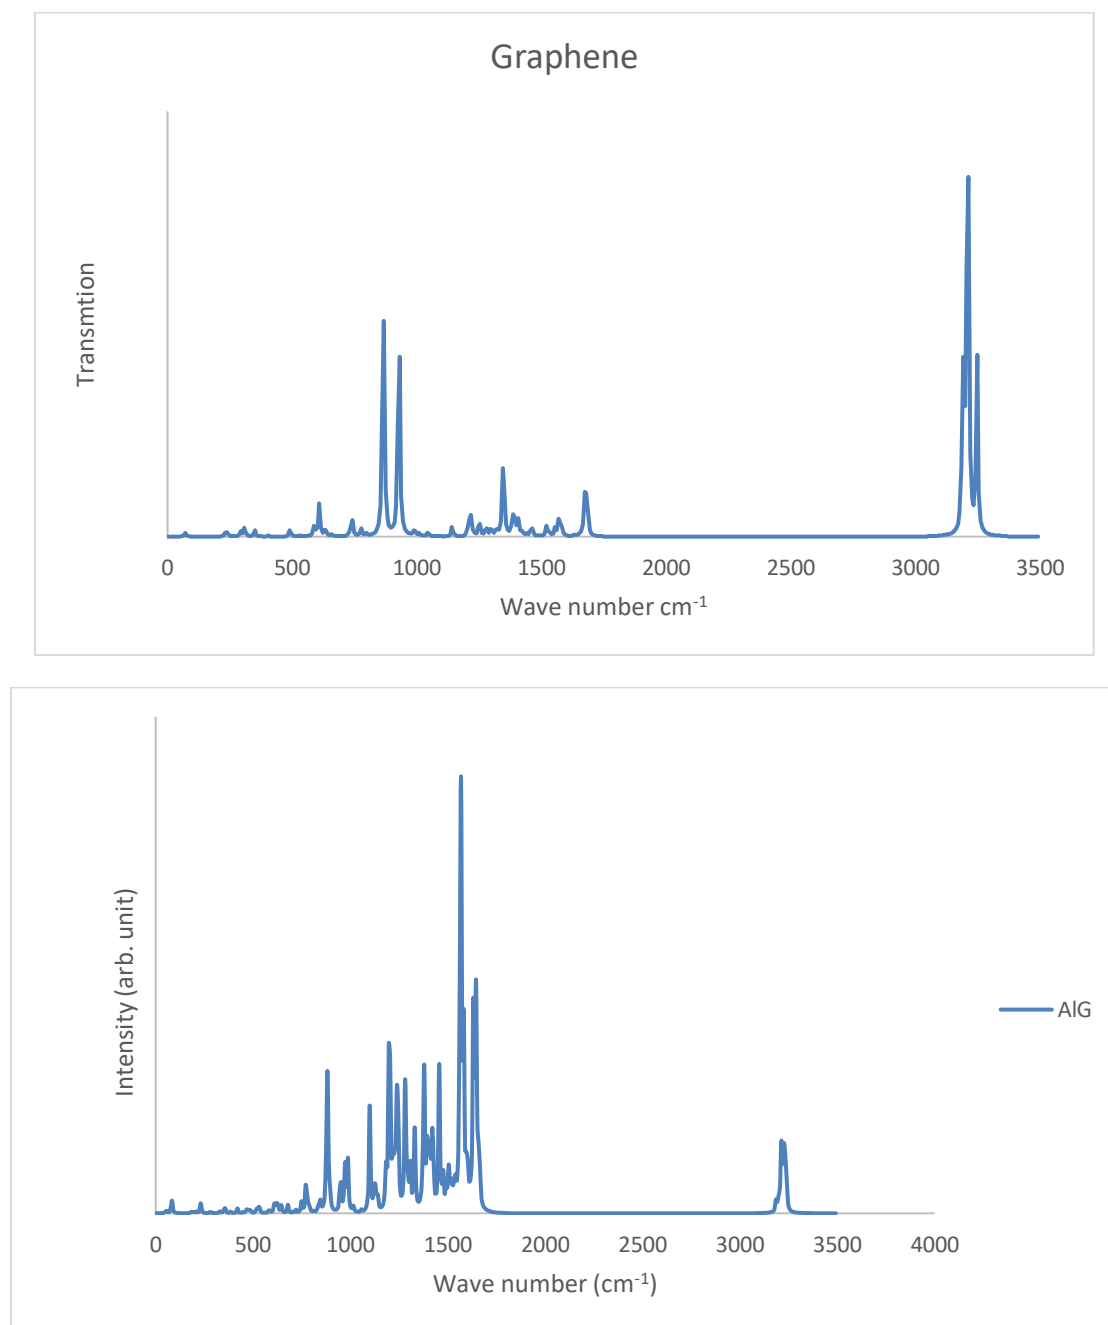 Graphene
Transmtion
0 500 1000 1500 2000 2500 3000 3500
Wave number cm-1
Intensity (arb. unit)
AlG
0 500 1000 1500 2000 2500 3000 3500 4000
Wave number (cm-1)